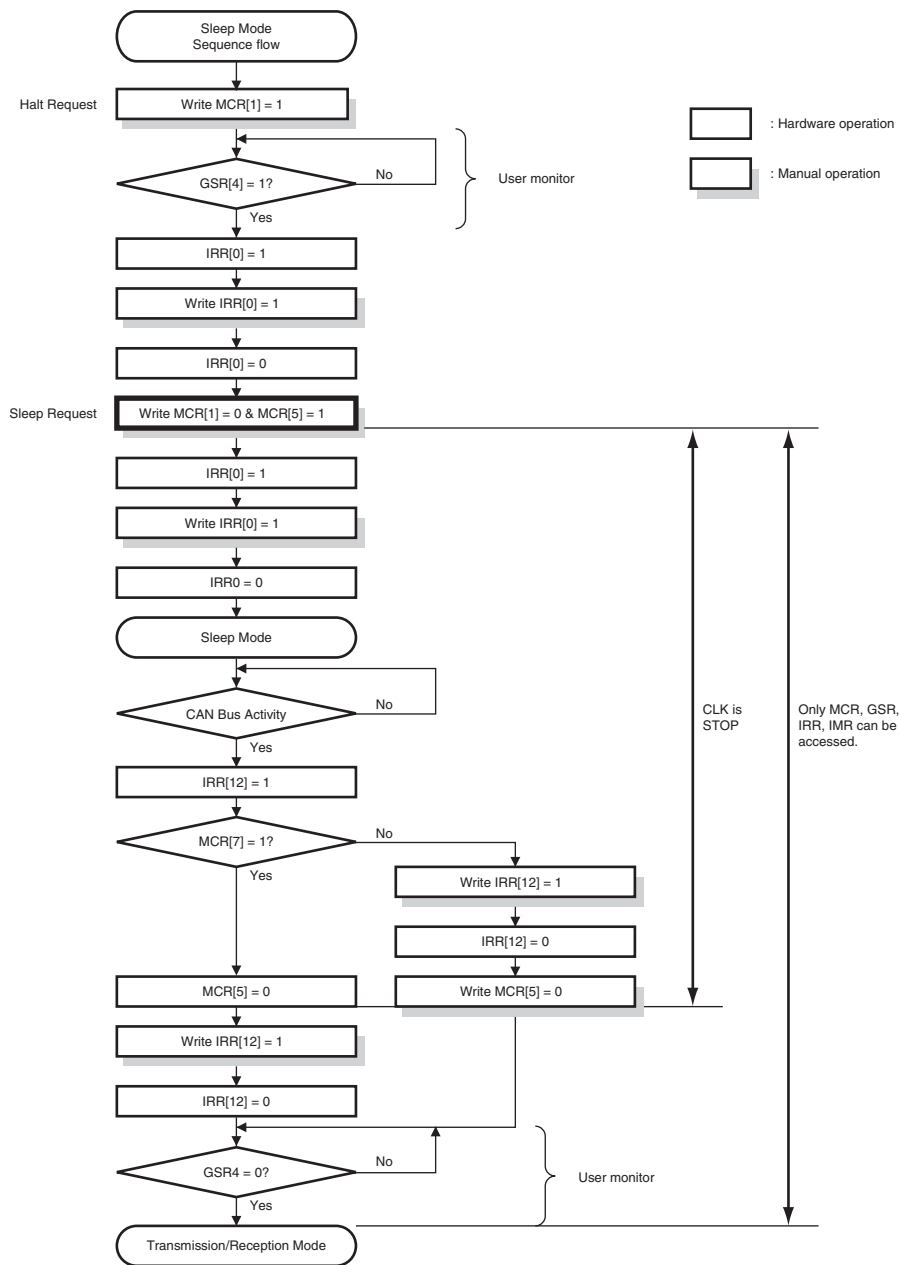 Sleep Mode
Sequence flow
Halt Request
Write MCR[1] = 1
: Hardware operation
GSR[4] = 1?
No
User monitor
: Manual operation
Yes
IRR[0] = 1
Write IRR[0] = 1
IRR[0] = 0
Sleep Request
Write MCR[1] = 0 & MCR[5] = 1
IRR[0] = 1
Write IRR[0] = 1
IRR0 = 0
Sleep Mode
CAN Bus Activity
No
CLK is
STOP
Only MCR, GSR,
IRR, IMR can be
accessed.
Yes
IRR[12] = 1
MCR[7] = 1?
No
Yes
Write IRR[12] = 1
IRR[12] = 0
MCR[5] = 0
Write MCR[5] = 0
Write IRR[12] = 1
IRR[12] = 0
GSR4 = 0?
No
User monitor
Yes
Transmission/Reception Mode